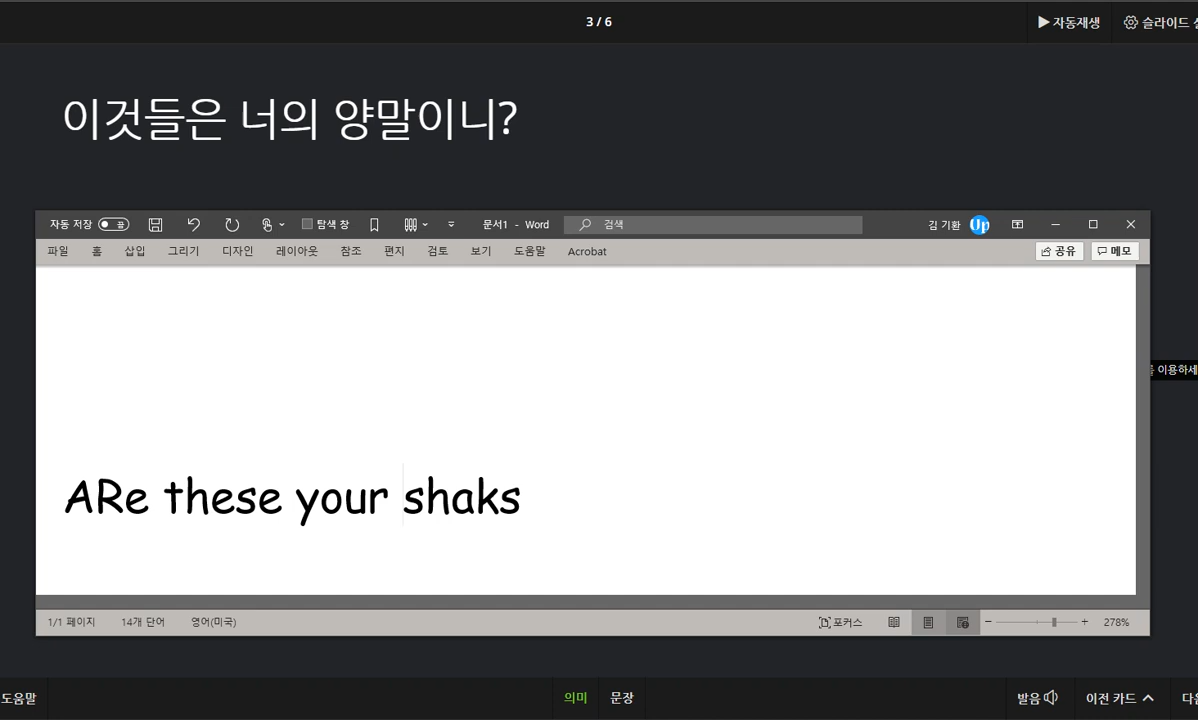 3 / 6
▶ 자동재생
슬라이드
이것들은 너의 양말이니?
자동 저장 끔
탐색 창
문서1 - Word
검색
김 기환
Up
파일 홈 삽입 그리기 디자인 레이아웃 참조 편지 검토 보기 도움말 Acrobat
공유 메모
이용하세
ARe these your shaks
1/1 페이지 14개 단어 영어(미국)
포커스
− + 278%
도움말 의미 문장 발음 이전 카드